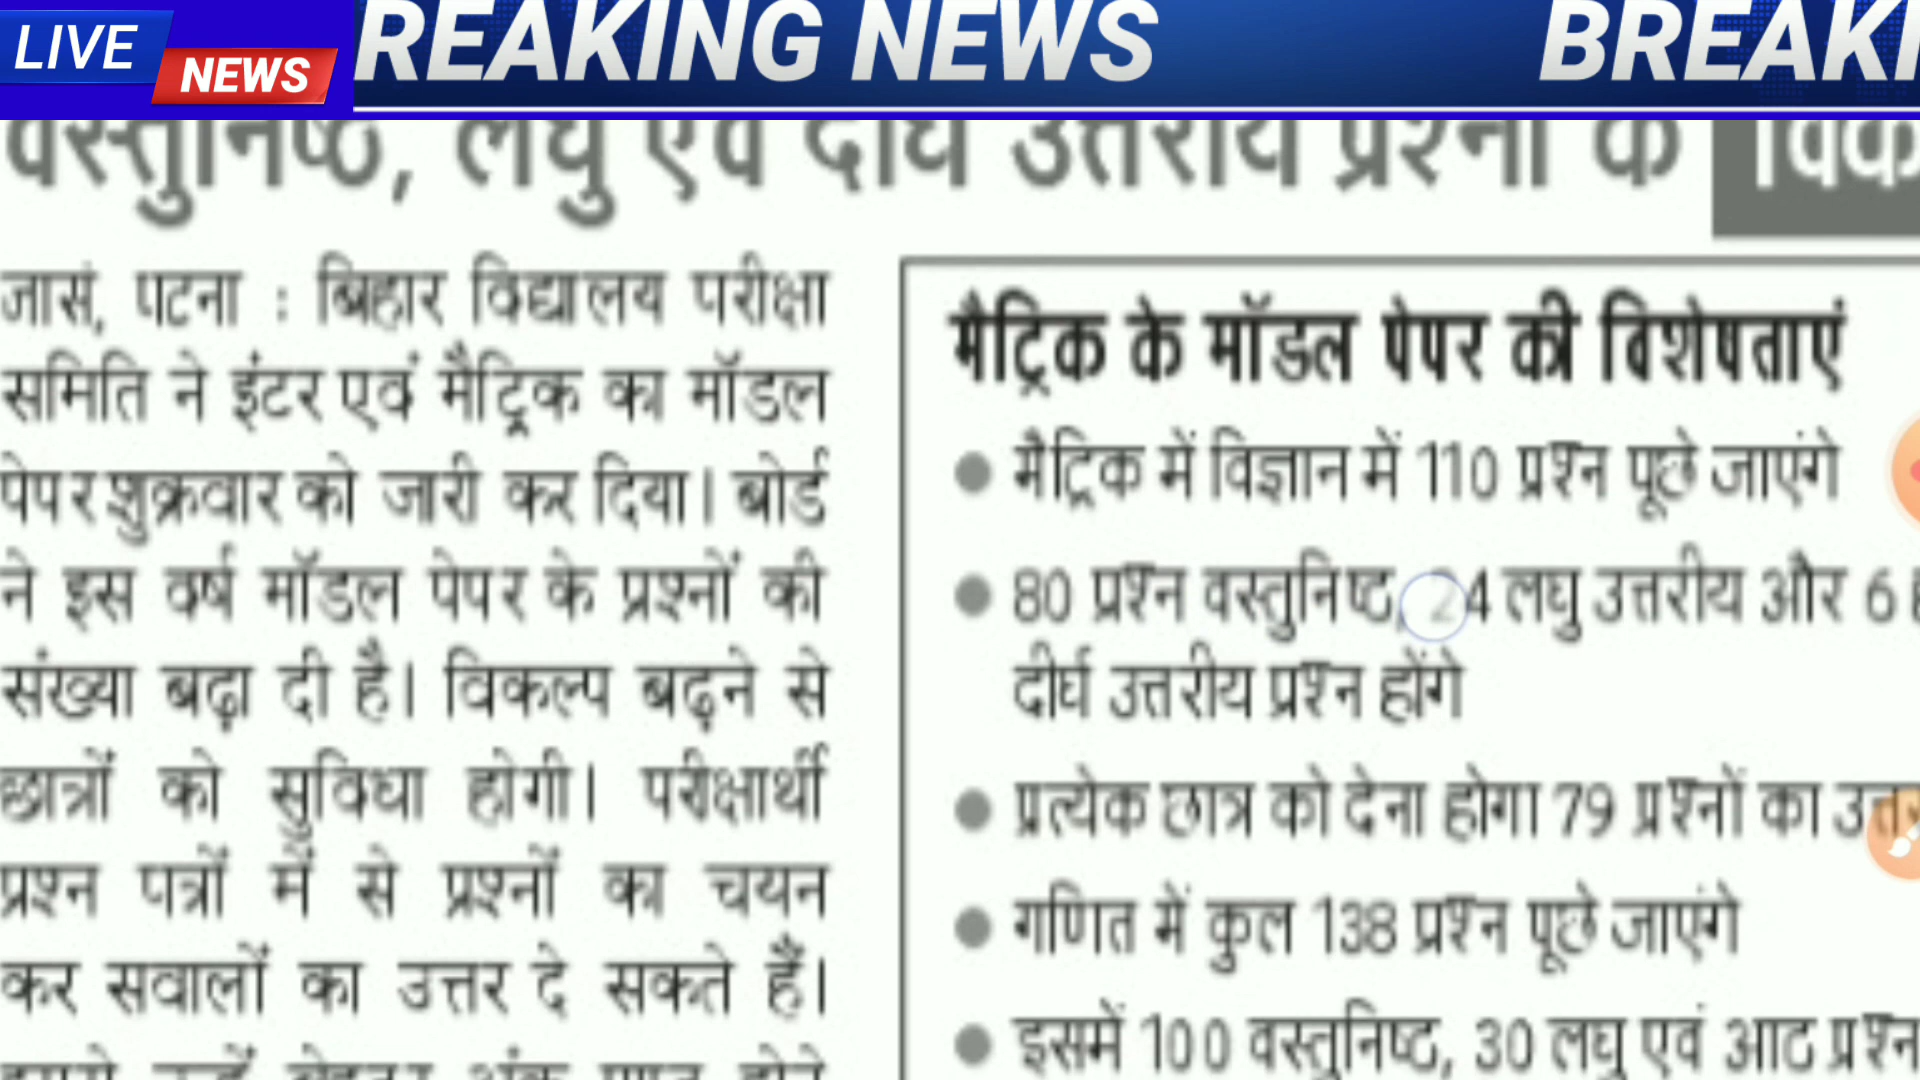 LIVE
NEWS
REAKING NEWS
BREAKI
वस्तुनिष्ठ, लघु एवं दीर्घ उत्तरीय प्रश्नों के
जासं, पटना : बिहार विद्यालय परीक्षा
समिति ने इंटर एवं मैट्रिक का मॉडल
पेपर शुक्रवार को जारी कर दिया। बोर्ड
ने इस वर्ष मॉडल पेपर के प्रश्नों की
संख्या बढ़ा दी है। विकल्प बढ़ने से
छात्रों को सुविधा होगी। परीक्षार्थी
प्रश्न पत्रों में से प्रश्नों का चयन
कर सवालों का उत्तर दे सकते हैं।
मैट्रिक के मॉडल पेपर की विशेषताएं
● मैट्रिक में विज्ञान में 110 प्रश्न पूछे जाएंगे
● 80 प्रश्न वस्तुनिष्ठ, 24 लघु उत्तरीय और 6
दीर्घ उत्तरीय प्रश्न होंगे
● प्रत्येक छात्र को देना होगा 79 प्रश्नों का
● गणित में कुल 138 प्रश्न पूछे जाएंगे
● इसमें 100 वस्तुनिष्ठ, 30 लघु एवं आठ प्रश्न